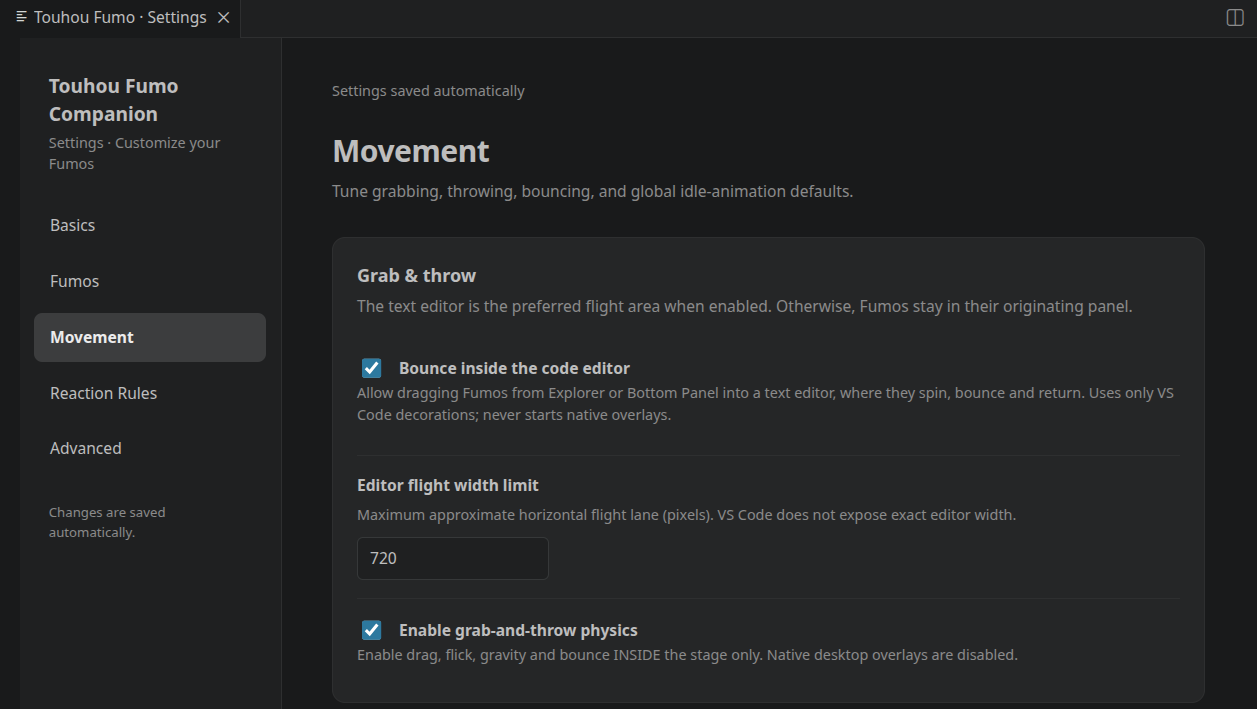 Touhou Fumo · Settings
Touhou Fumo
Companion
Settings · Customize your
Fumos
Basics
Fumos
Movement
Reaction Rules
Advanced
Changes are saved
automatically.
Settings saved automatically
Movement
Tune grabbing, throwing, bouncing, and global idle-animation defaults.
Grab & throw
The text editor is the preferred flight area when enabled. Otherwise, Fumos stay in their originating panel.
Bounce inside the code editor
Allow dragging Fumos from Explorer or Bottom Panel into a text editor, where they spin, bounce and return. Uses only VS
Code decorations; never starts native overlays.
Editor flight width limit
Maximum approximate horizontal flight lane (pixels). VS Code does not expose exact editor width.
720
Enable grab-and-throw physics
Enable drag, flick, gravity and bounce INSIDE the stage only. Native desktop overlays are disabled.